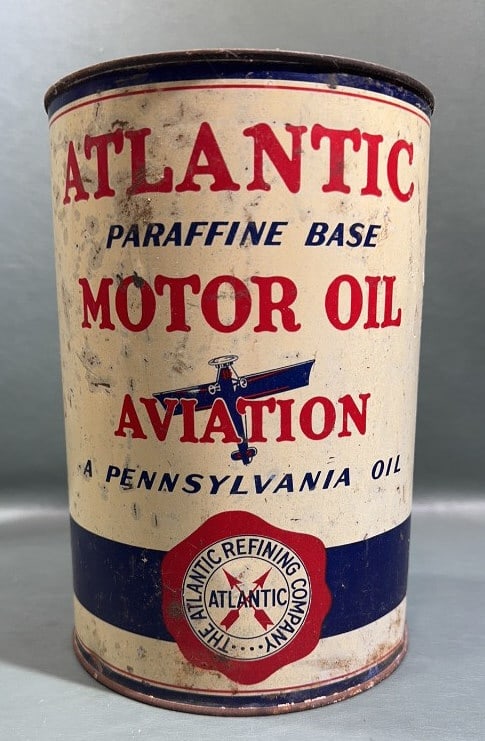 ATLANTIC
PARAFFINE BASE
MOTOR OIL
AVIATION
A PENNSYLVANIA OIL
THE ATLANTIC REFINING COMPANY
ATLANTIC